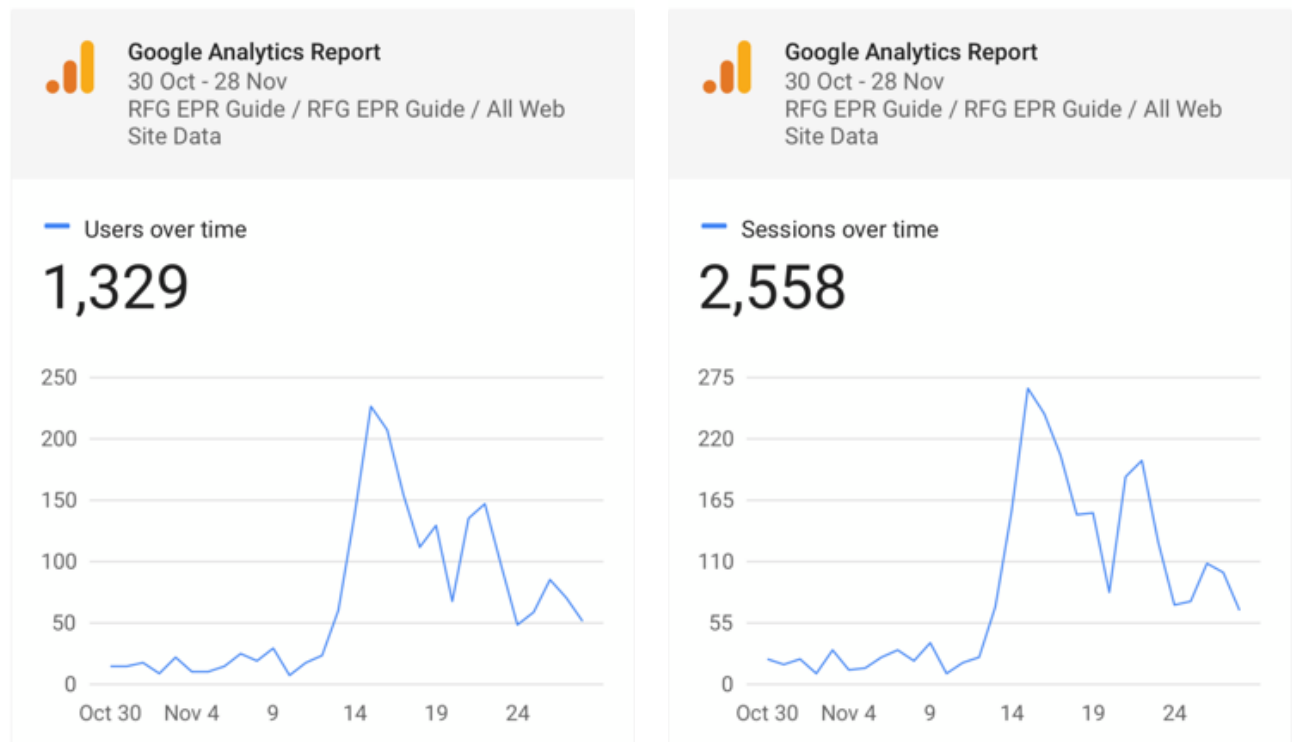 Google Analytics Report
30 Oct - 28 Nov
RFG EPR Guide / RFG EPR Guide / All Web
Site Data
Users over time
1,329
250
200
150
100
50
0
Oct 30 Nov 4 9 14 19 24
Google Analytics Report
30 Oct - 28 Nov
RFG EPR Guide / RFG EPR Guide / All Web
Site Data
Sessions over time
2,558
275
220
165
110
55
0
Oct 30 Nov 4 9 14 19 24